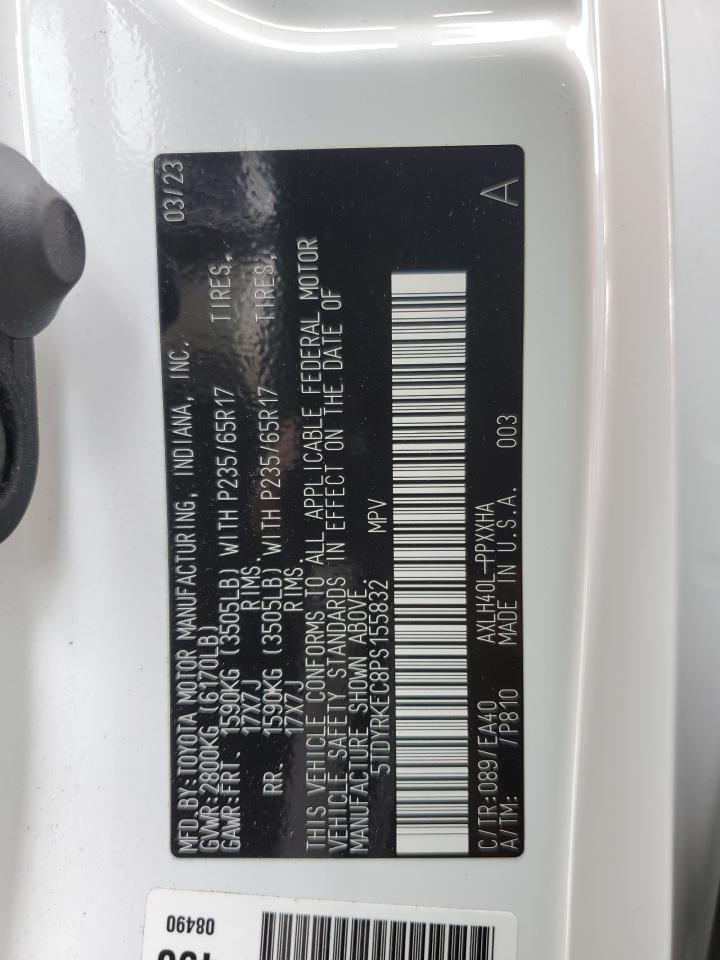 MFD.BY:TOYOTA MOTOR MANUFACTURING, INDIANA, INC. 03/23
GVWR:2800KG (6170LB)
GAWR:FRT. 1590KG (3505LB) WITH P235/65R17 TIRES,
17X7J RIMS.
RR. 1590KG (3505LB) WITH P235/65R17 TIRES,
17X7J RIMS.
THIS VEHICLE CONFORMS TO ALL APPLICABLE FEDERAL MOTOR
VEHICLE SAFETY STANDARDS IN EFFECT ON THE DATE OF
MANUFACTURE SHOWN ABOVE.
5TDYRKEC8PS155832 MPV
C/TR:089/EA40 AXLH40L-PPXXHA
A/TM: /P810 MADE IN U.S.A. 003 A
08490